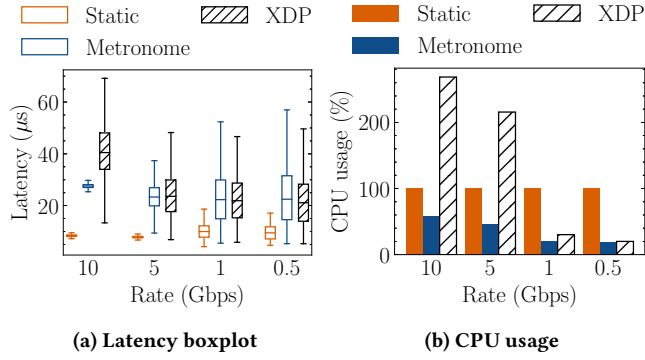 Static
XDP
Metronome
Latency (μs)
60
40
20
10
5
1
0.5
Rate (Gbps)
(a) Latency boxplot
Static
XDP
Metronome
CPU usage (%)
200
100
0
10
5
1
0.5
Rate (Gbps)
(b) CPU usage